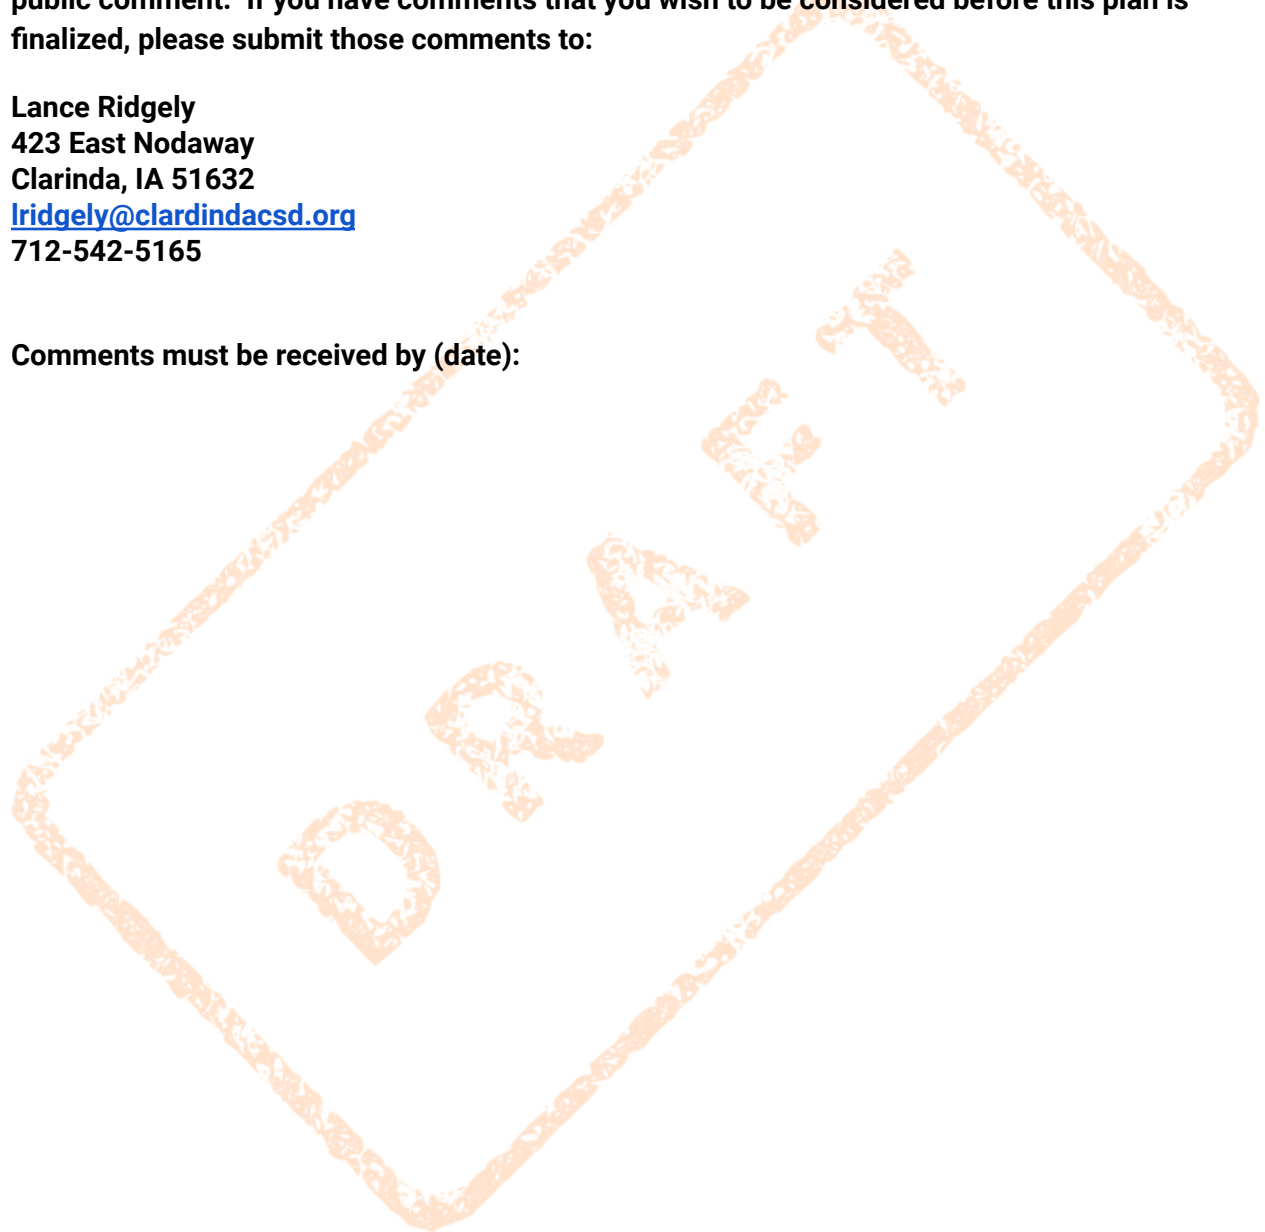 public comment.  If you have comments that you wish to be considered before this plan is
finalized, please submit those comments to:
Lance Ridgely
423 East Nodaway
Clarinda, IA 51632
lridgely@clardindacsd.org
712-542-5165
Comments must be received by (date):
DRAFT